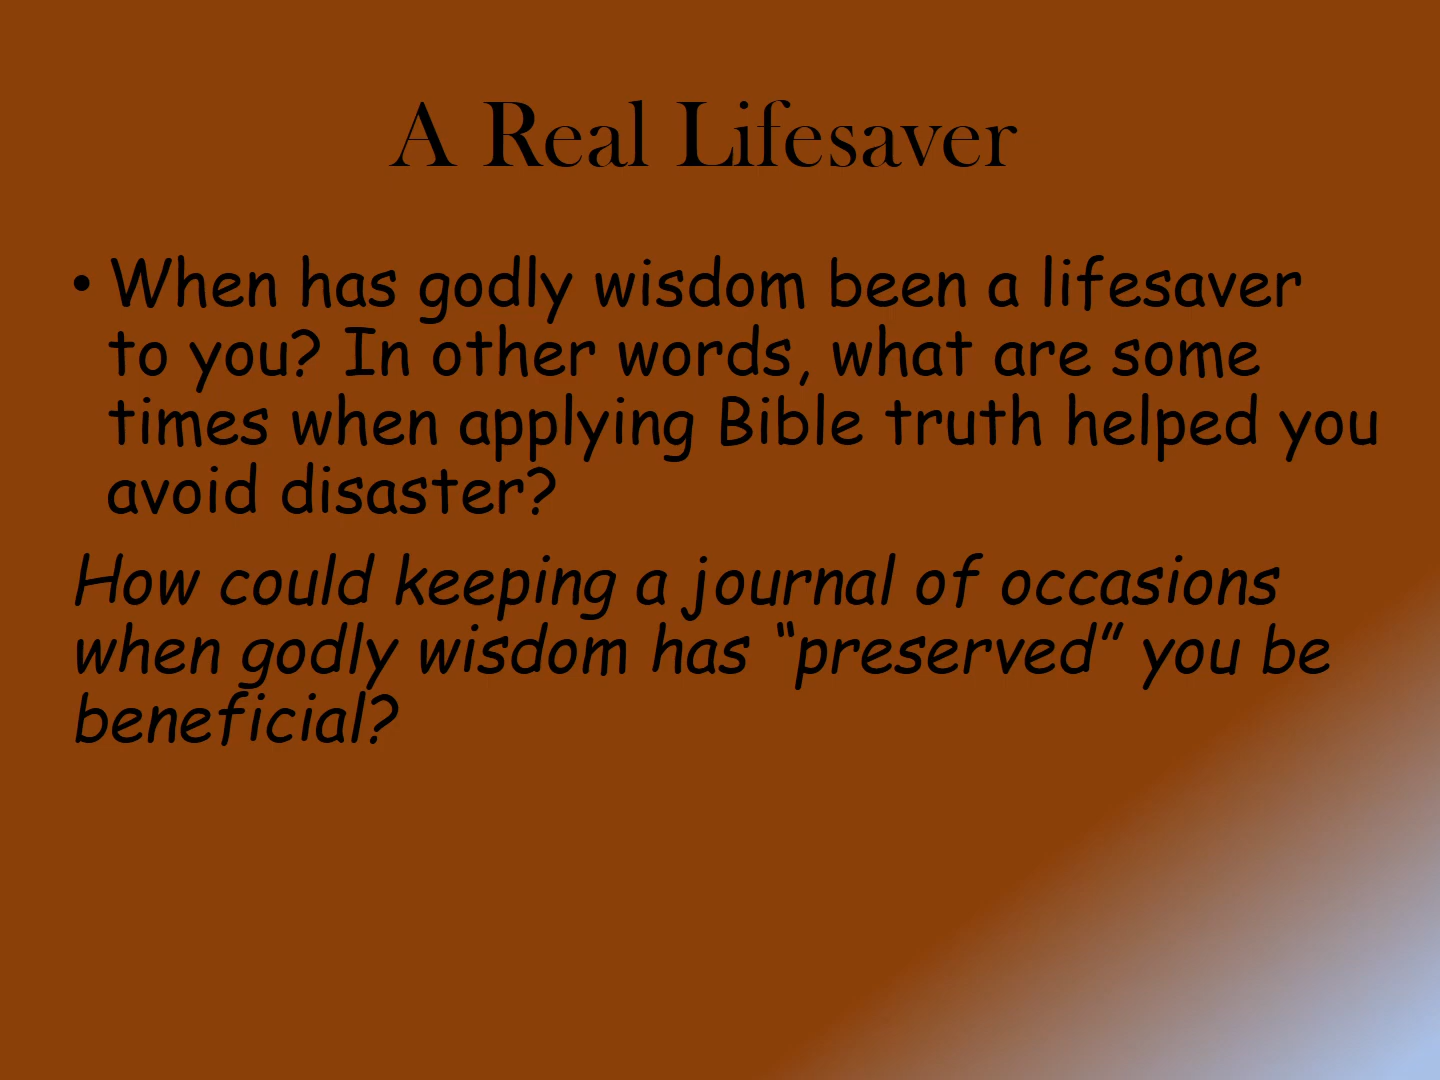 A Real Lifesaver
• When has godly wisdom been a lifesaver
to you? In other words, what are some
times when applying Bible truth helped you
avoid disaster?
How could keeping a journal of occasions
when godly wisdom has “preserved” you be
beneficial?